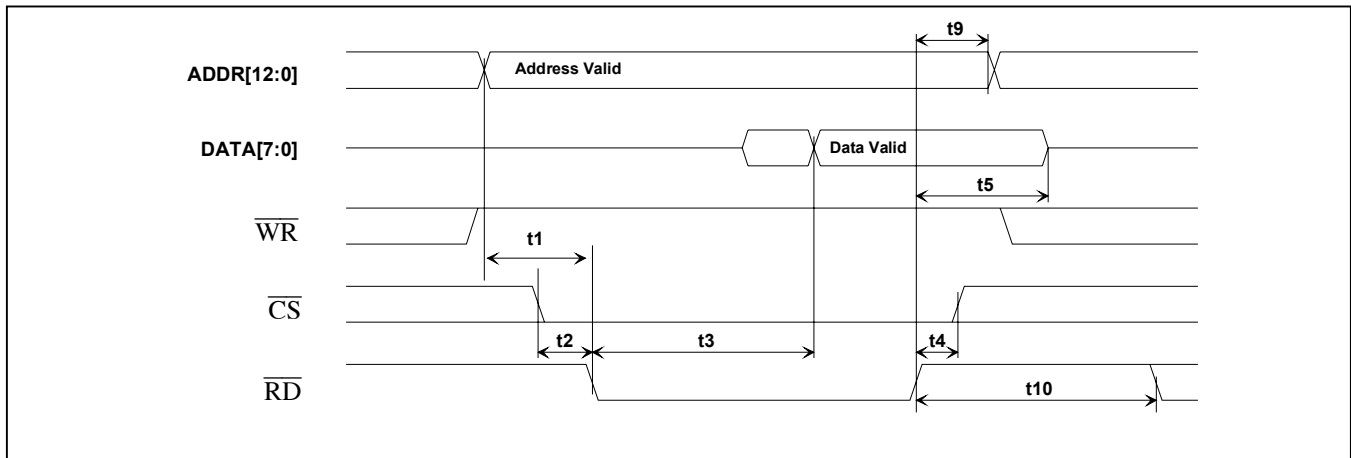 t9
ADDR[12:0]
Address Valid
DATA[7:0]
Data Valid
t5
WR
t1
CS
t2
t3
t4
RD
t10